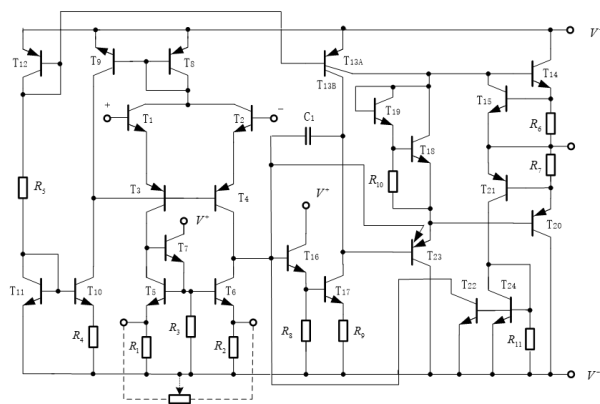 V⁻
T12
T9
T8
T13A
T13B
T14
T15
T1
T2
C1
T19
T18
R6
R7
R5
T3
T4
V⁺
T7
V⁺
R10
T21
T20
T16
T23
T11
T10
T5
T6
T17
T22
T24
R4
R1
R3
R2
R8
R9
R11
V⁻
+
−